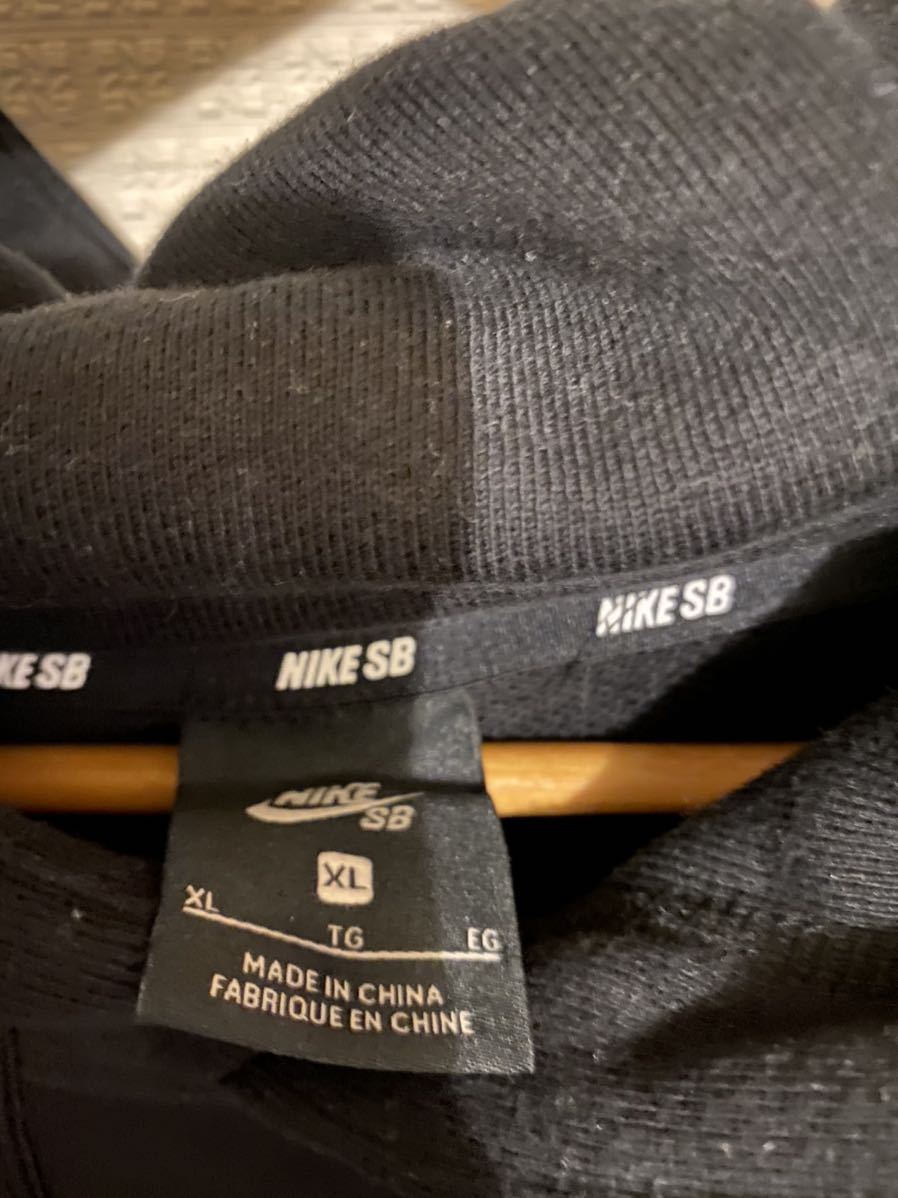 KE SB
NIKE SB
NIKE SB
NIKE
SB
XL
XL
TG
EG
MADE IN CHINA
FABRIQUE EN CHINE